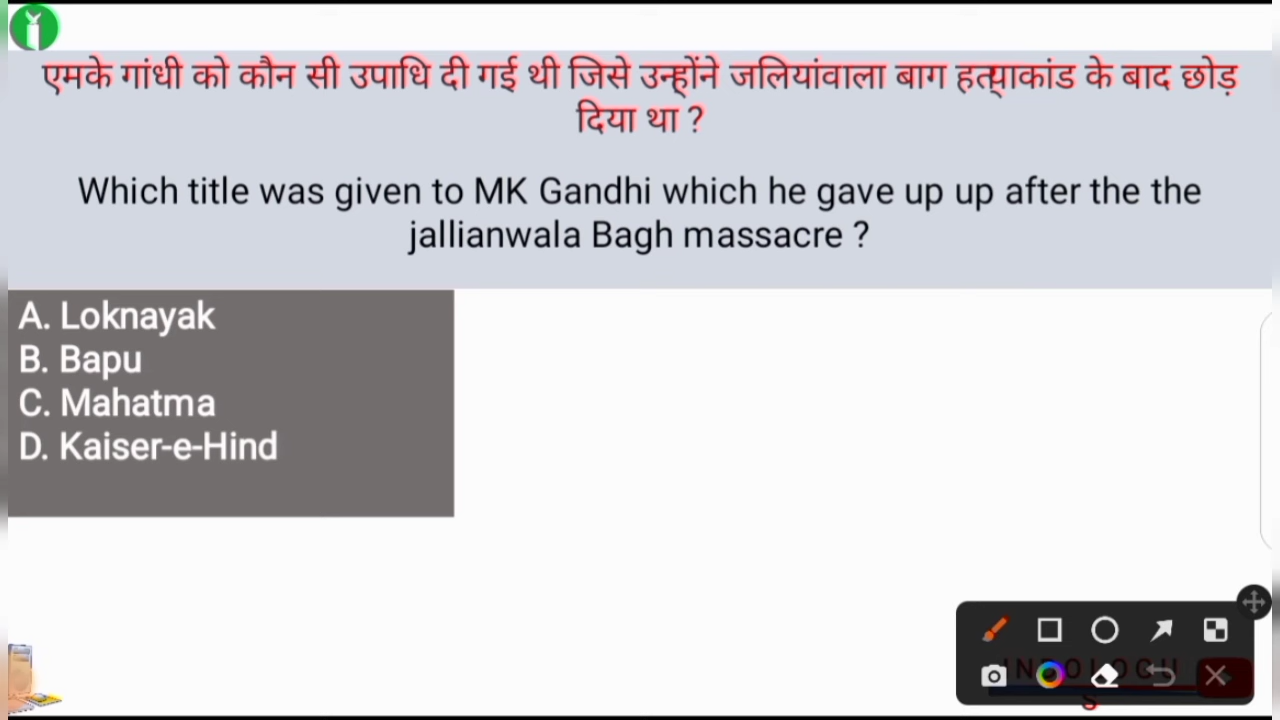 एमके गांधी को कौन सी उपाधि दी गई थी जिसे उन्होंने जलियांवाला बाग हत्याकांड के बाद छोड़
दिया था ?
Which title was given to MK Gandhi which he gave up up after the the
jallianwala Bagh massacre ?
A. Loknayak
B. Bapu
C. Mahatma
D. Kaiser-e-Hind